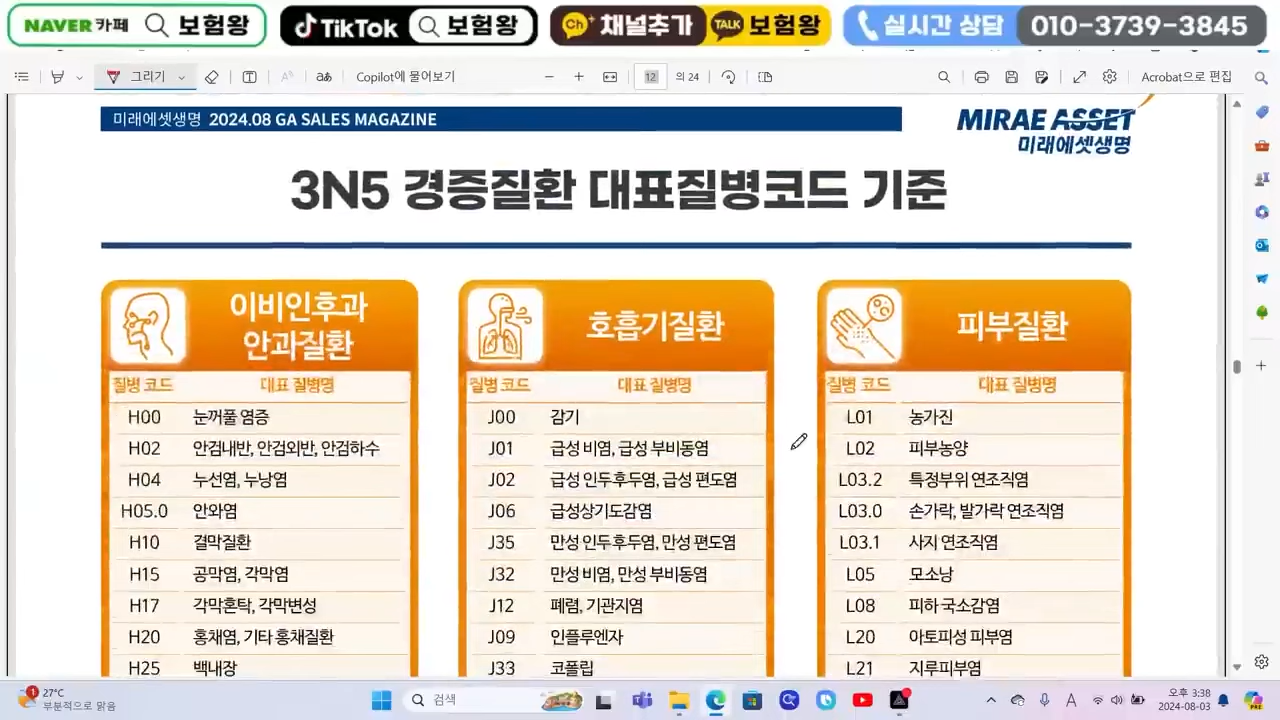 NAVER 카페 보험왕
TikTok 보험왕
Ch+ 채널추가 TALK 보험왕
실시간 상담 010-3739-3845
그리기
Copilot에 물어보기
12 의 24
Acrobat으로 편집
미래에셋생명 2024.08 GA SALES MAGAZINE
MIRAE ASSET
미래에셋생명
3N5 경증질환 대표질병코드 기준
이비인후과
안과질환
질병 코드 대표 질병명
H00 눈꺼풀 염증
H02 안검내반, 안검외반, 안검하수
H04 누선염, 누낭염
H05.0 안와염
H10 결막질환
H15 공막염, 각막염
H17 각막혼탁, 각막변성
H20 홍채염, 기타 홍채질환
H25 백내장
호흡기질환
질병 코드 대표 질병명
J00 감기
J01 급성 비염, 급성 부비동염
J02 급성 인두후두염, 급성 편도염
J06 급성상기도감염
J35 만성 인두후두염, 만성 편도염
J32 만성 비염, 만성 부비동염
J12 폐렴, 기관지염
J09 인플루엔자
J33 코폴립
피부질환
질병 코드 대표 질병명
L01 농가진
L02 피부농양
L03.2 특정부위 연조직염
L03.0 손가락, 발가락 연조직염
L03.1 사지 연조직염
L05 모소낭
L08 피하 국소감염
L20 아토피성 피부염
L21 지루피부염
1
27°C
부분적으로 맑음
검색
A
오후 3:38
2024-08-03